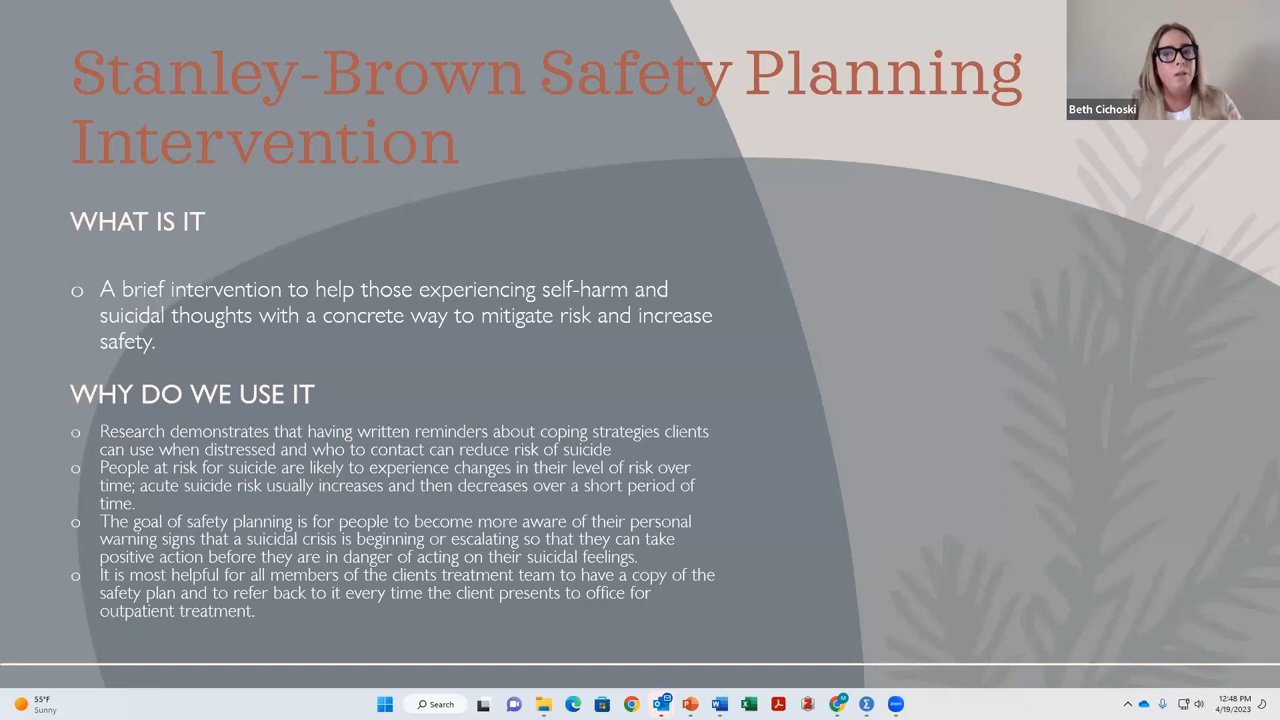 Stanley-Brown Safety Planning
Intervention
Beth Cichoski
WHAT IS IT
o A brief intervention to help those experiencing self-harm and
suicidal thoughts with a concrete way to mitigate risk and increase
safety.
WHY DO WE USE IT
o Research demonstrates that having written reminders about coping strategies clients
can use when distressed and who to contact can reduce risk of suicide
o People at risk for suicide are likely to experience changes in their level of risk over
time; acute suicide risk usually increases and then decreases over a short period of
time.
o The goal of safety planning is for people to become more aware of their personal
warning signs that a suicidal crisis is beginning or escalating so that they can take
positive action before they are in danger of acting on their suicidal feelings.
o It is most helpful for all members of the clients treatment team to have a copy of the
safety plan and to refer back to it every time the client presents to office for
outpatient treatment.
55°F
Sunny
Search
zoom
12:48 PM
4/19/2023